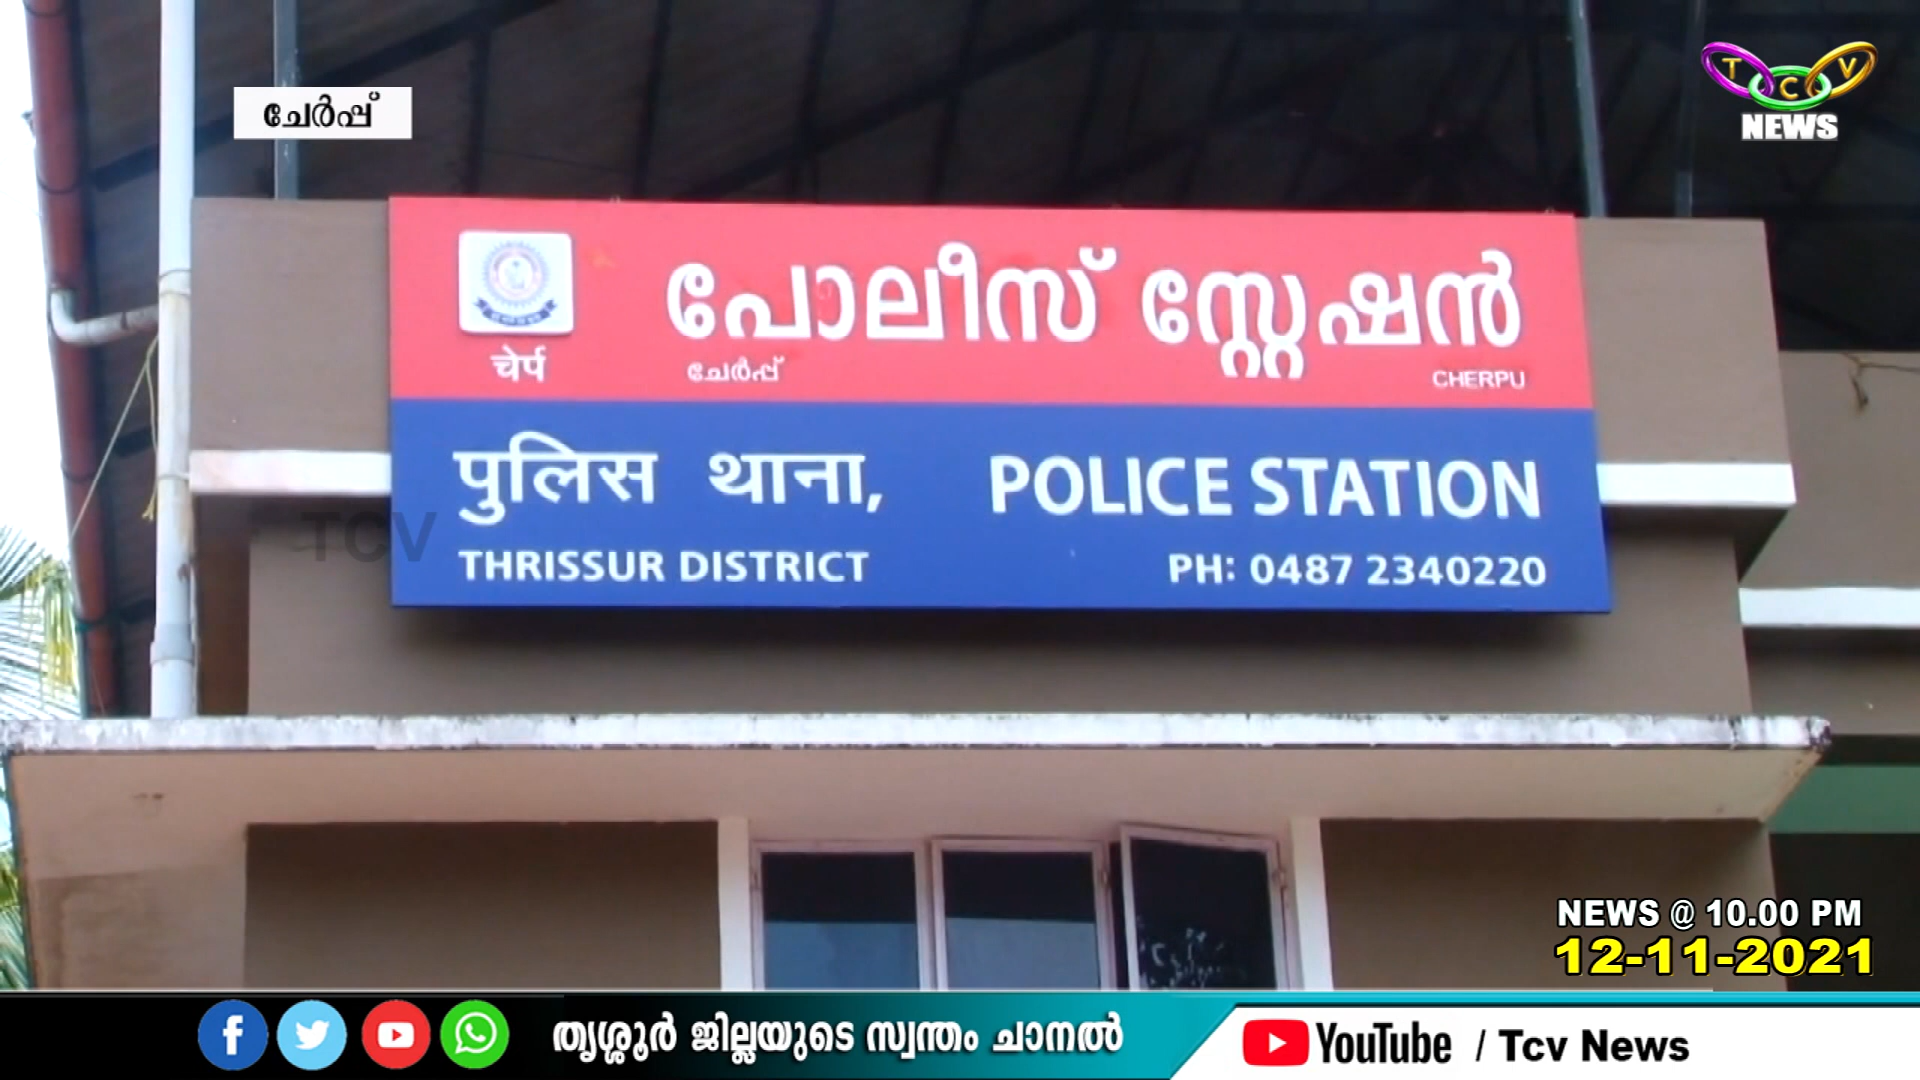 ചേർപ്പ്
T C V
NEWS
പോലീസ് സ്റ്റേഷൻ
चेर्प
ചേർപ്പ്
CHERPU
पुलिस थाना,
POLICE STATION
TCV
THRISSUR DISTRICT
PH: 0487 2340220
NEWS @ 10.00 PM
12-11-2021
തൃശ്ശൂർ ജില്ലയുടെ സ്വന്തം ചാനൽ
YouTube / Tcv News